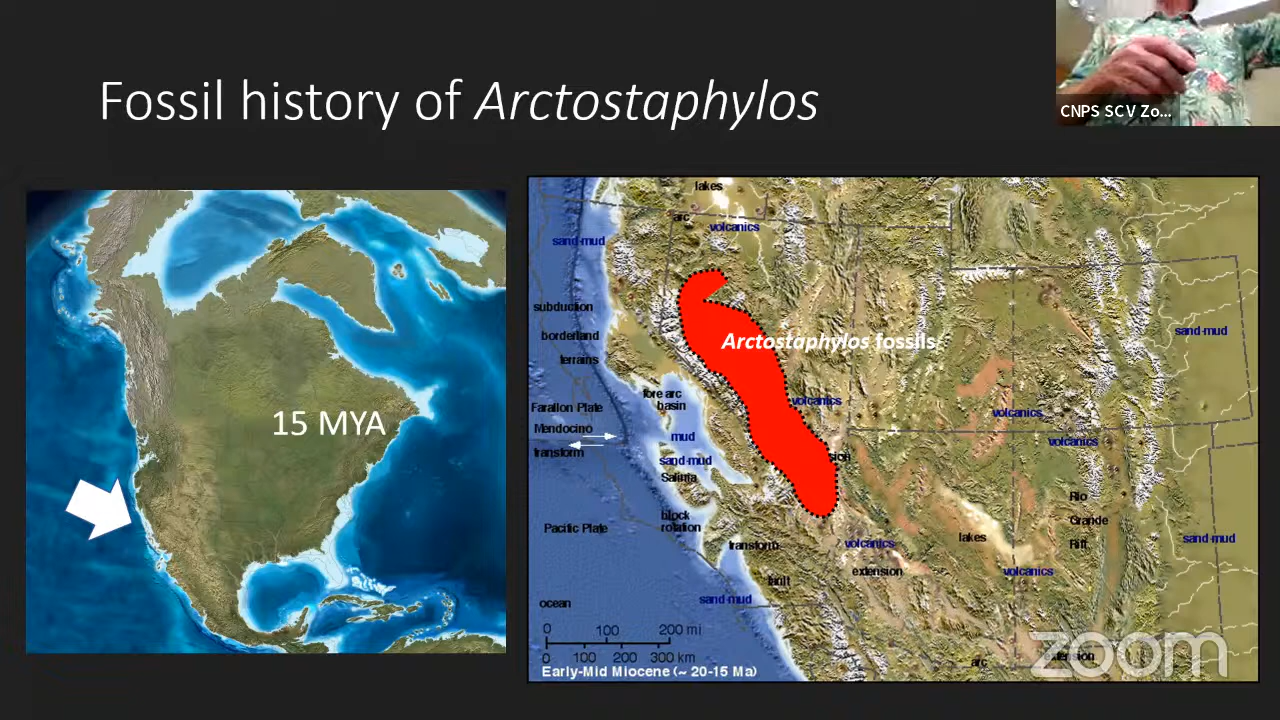 Fossil history of Arctostaphylos
CNPS SCV Zo...
15 MYA
lakes
arc
volcanics
sand-mud
subduction
borderland
terrains
Arctostaphylos fossils
sand-mud
fore arc
basin
volcanics
Farallon Plate
Mendocino
transform
mud
sand-mud
Salinia
volcanics
volcanics
block
rotation
Pacific Plate
transform
fault
volcanics
extension
lakes
Rio
Grande
Rift
sand-mud
volcanics
sand-mud
ocean
0 100 200 mi
0 100 200 300 km
Early-Mid Miocene (~ 20-15 Ma)
arc
zoom